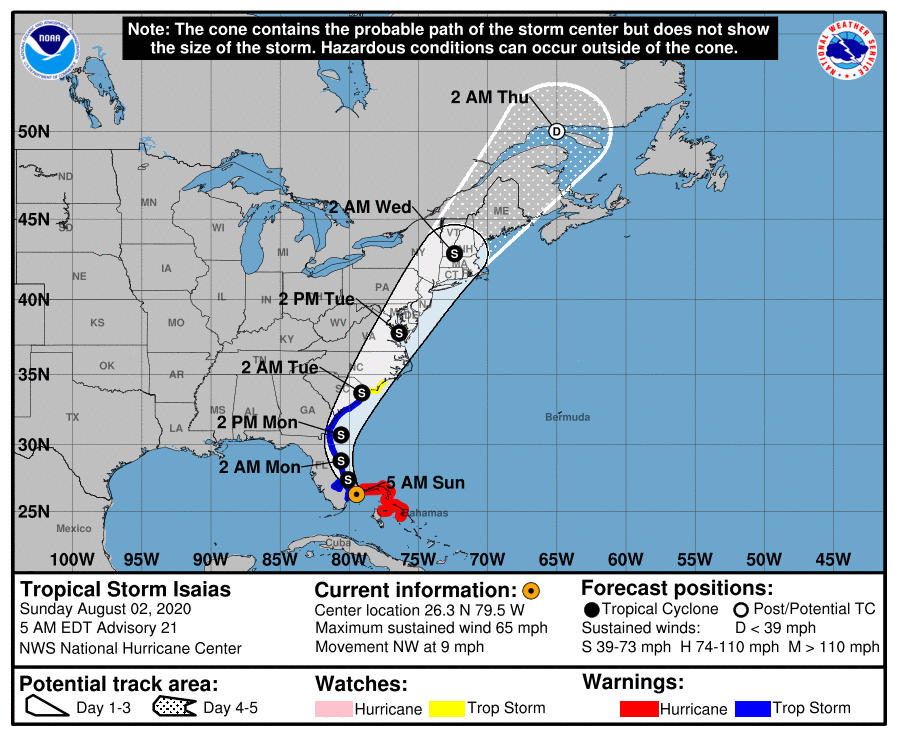 Note: The cone contains the probable path of the storm center but does not show
the size of the storm. Hazardous conditions can occur outside of the cone.
NOAA
NATIONAL WEATHER SERVICE
2 AM Thu
50N
D
ND
MN
2 AM Wed
ME
45N
SD
WI
VT
NH
MI
NY
S
MA
CT
RI
IA
NE
PA
40N
IL
IN
2 PM Tue
NJ
DE
KS
MO
WV
VA
S
KY
2 AM Tue
TN
NC
OK
AR
35N
SC
S
MS
AL
GA
TX
LA
2 PM Mon
S
Bermuda
30N
2 AM Mon
S
FL
S
5 AM Sun
25N
Bahamas
Mexico
Cuba
100W 95W 90W 85W 80W 75W 70W 65W 60W 55W 50W 45W
Tropical Storm Isaias
Sunday August 02, 2020
5 AM EDT Advisory 21
NWS National Hurricane Center
Current information:
Center location 26.3 N 79.5 W
Maximum sustained wind 65 mph
Movement NW at 9 mph
Forecast positions:
Tropical Cyclone Post/Potential TC
Sustained winds: D < 39 mph
S 39-73 mph H 74-110 mph M > 110 mph
Potential track area:
Day 1-3 Day 4-5
Watches:
Hurricane Trop Storm
Warnings:
Hurricane Trop Storm